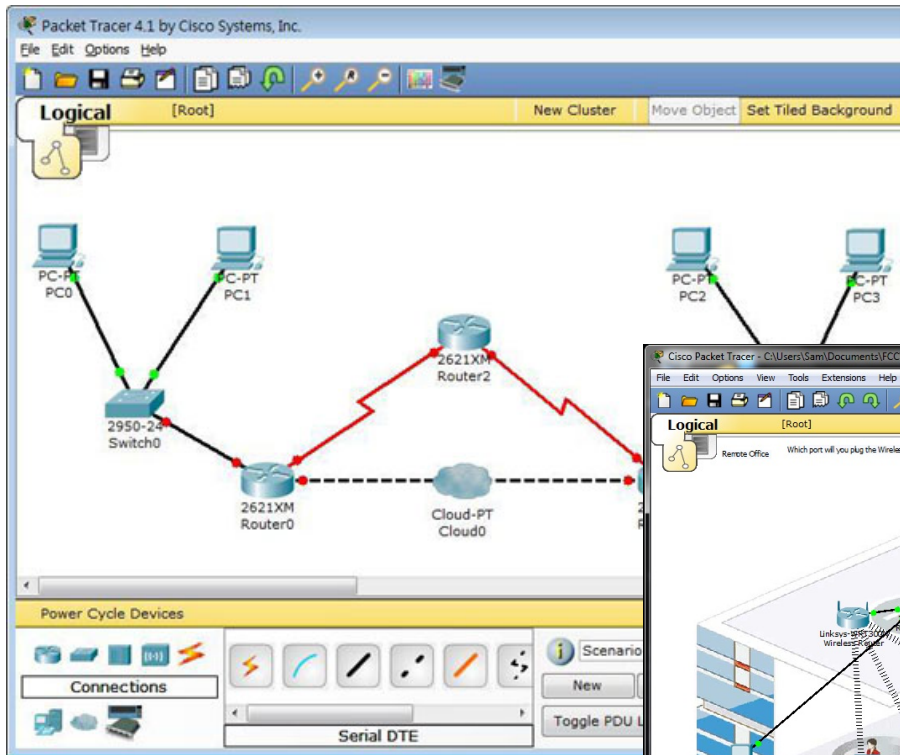 Packet Tracer 4.1 by Cisco Systems, Inc.
File Edit Options Help
Logical [Root] New Cluster Move Object Set Tiled Background
PC-PT
PC0
PC-PT
PC1
PC-PT
PC2
PC-PT
PC3
2621XM
Router2
2950-24
Switch0
2621XM
Router0
Cloud-PT
Cloud0
Power Cycle Devices
Connections
Serial DTE
Scenario
New
Toggle PDU L
Cisco Packet Tracer - C:\Users\Sam\Documents\FCC
File Edit Options View Tools Extensions Help
Logical [Root]
Remote Office Which port will you plug the Wireles
Wireless Router